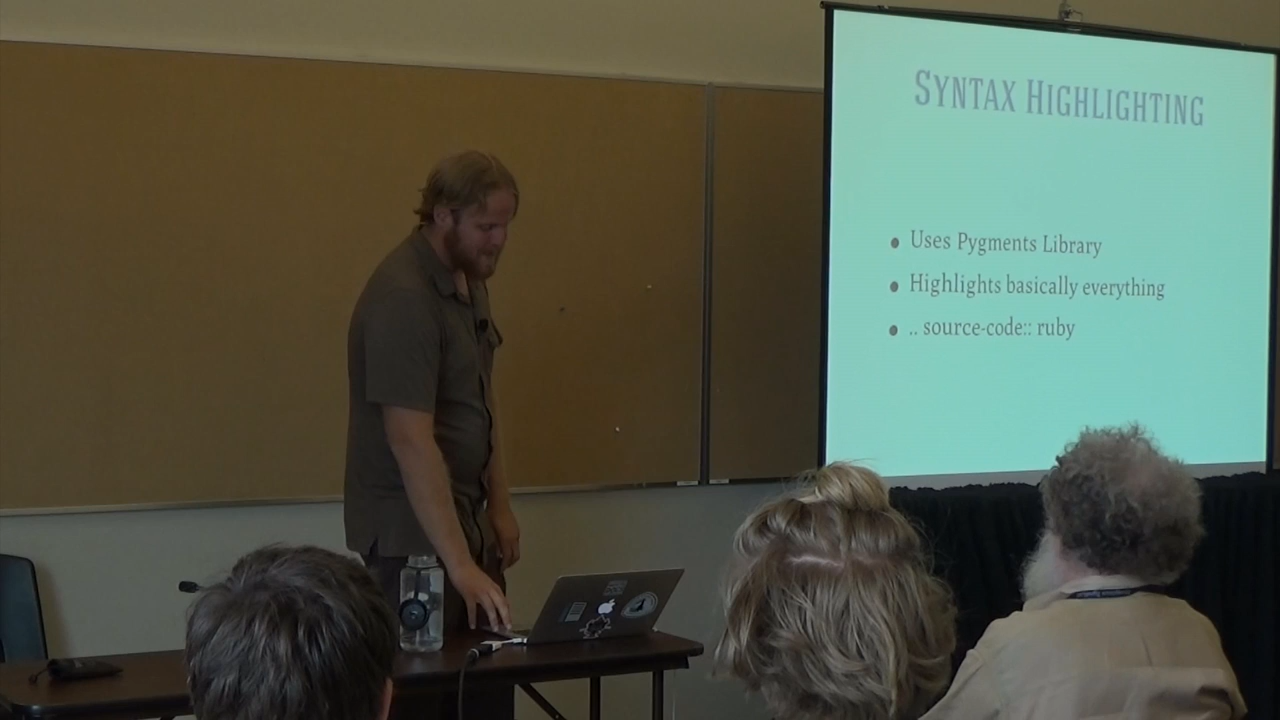 SYNTAX HIGHLIGHTING
• Uses Pygments Library
• Highlights basically everything
• .. source-code:: ruby